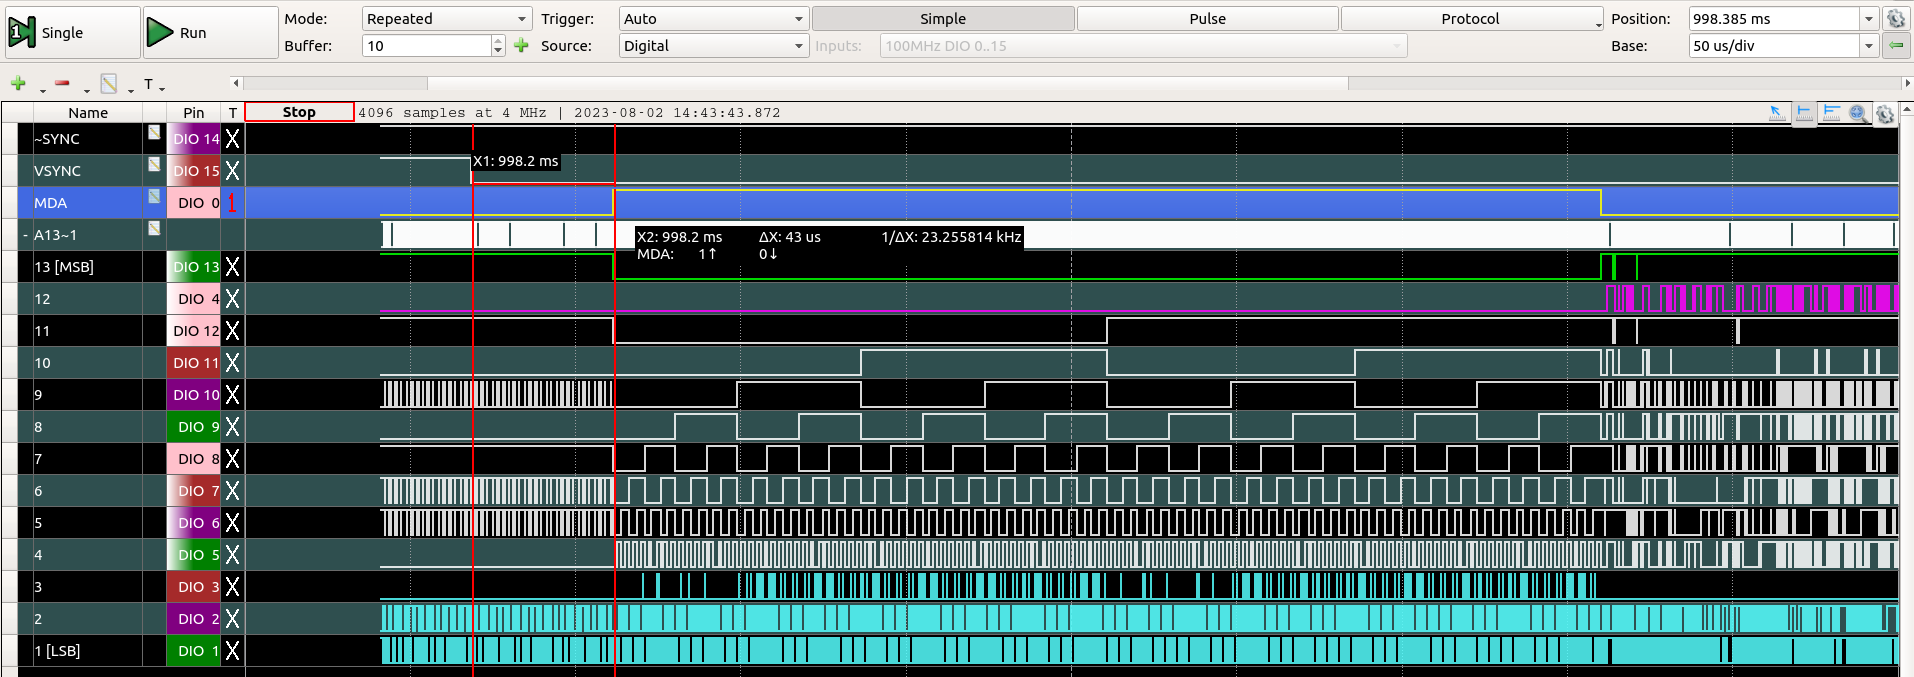 Single Run Mode: Repeated Trigger: Auto Simple Pulse Protocol Position: 998.385 ms
Buffer: 10 Source: Digital Inputs: 100MHz DIO 0..15 Base: 50 us/div
T
Name Pin T Stop 4096 samples at 4 MHz | 2023-08-02 14:43:43.872
~SYNC DIO 14 X
VSYNC DIO 15 X X1: 998.2 ms
MDA DIO 0 1
- A13~1 X2: 998.2 ms ΔX: 43 us 1/ΔX: 23.255814 kHz
MDA: 1↑ 0↓
13 [MSB] DIO 13 X
12 DIO 4 X
11 DIO 12 X
10 DIO 11 X
9 DIO 10 X
8 DIO 9 X
7 DIO 8 X
6 DIO 7 X
5 DIO 6 X
4 DIO 5 X
3 DIO 3 X
2 DIO 2 X
1 [LSB] DIO 1 X